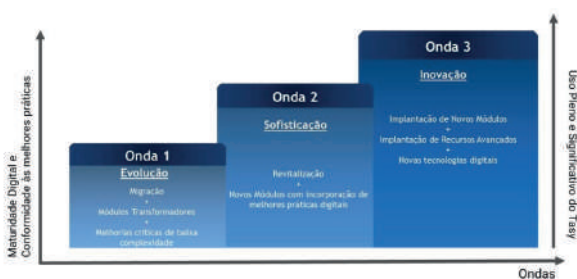 Maturidade Digital e
Conformidade às melhores práticas
Onda 1
Evolução
Migração
+
Módulos Transformadores
+
Melhorias críticas de baixa
complexidade
Onda 2
Sofisticação
Revitalização
+
Novos Módulos com incorporação de
melhores práticas digitais
Onda 3
Inovação
Implantação de Novos Módulos
+
Implantação de Recursos Avançados
+
Novas tecnologias digitais
Uso Pleno e Significativo do Tasy
Ondas